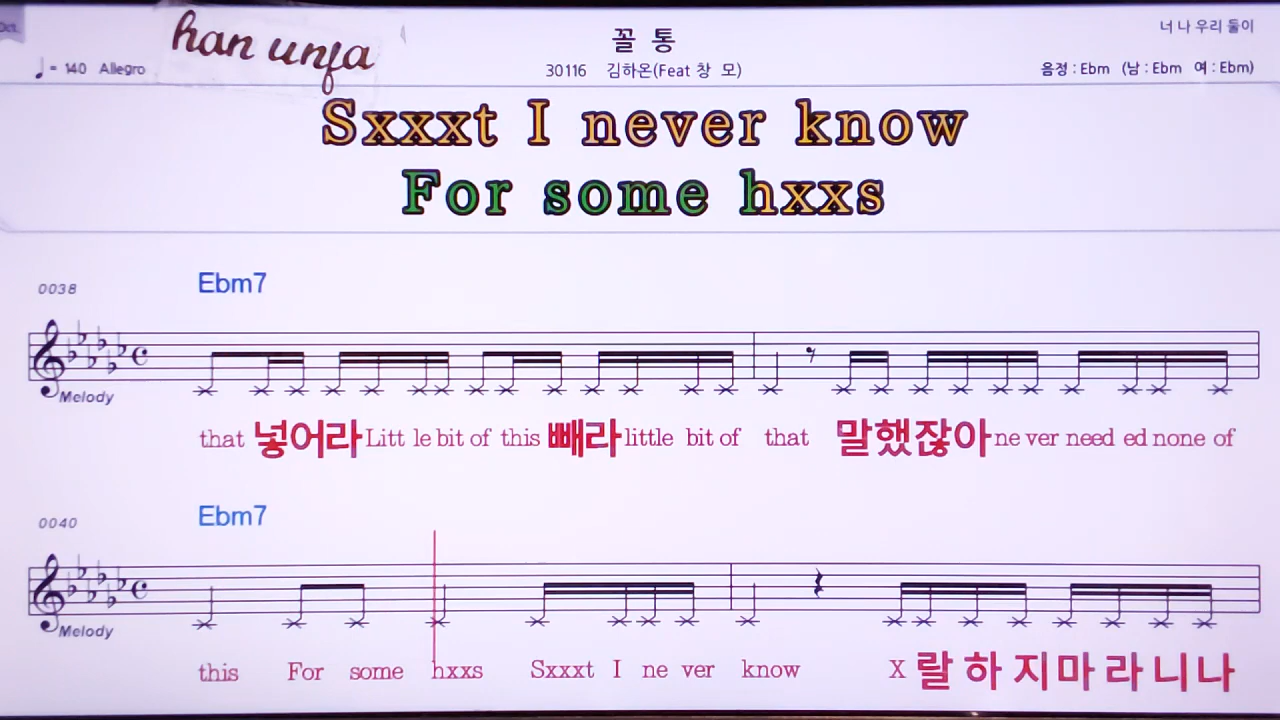 Oct.
han unfa
꼴 통
너 나 우리 둘이
♩ = 140 Allegro
30116 김하온(Feat 창 모)
음정 : Ebm (남 : Ebm 여 : Ebm)
Sxxxt I never know
For some hxxs
Ebm7
0038
Melody
that 넣어라 Litt le bit of this 빼라 little bit of that 말했잖아 ne ver need ed none of
Ebm7
0040
Melody
this For some hxxs Sxxxt I ne ver know X 랄 하 지 마 라 니 나